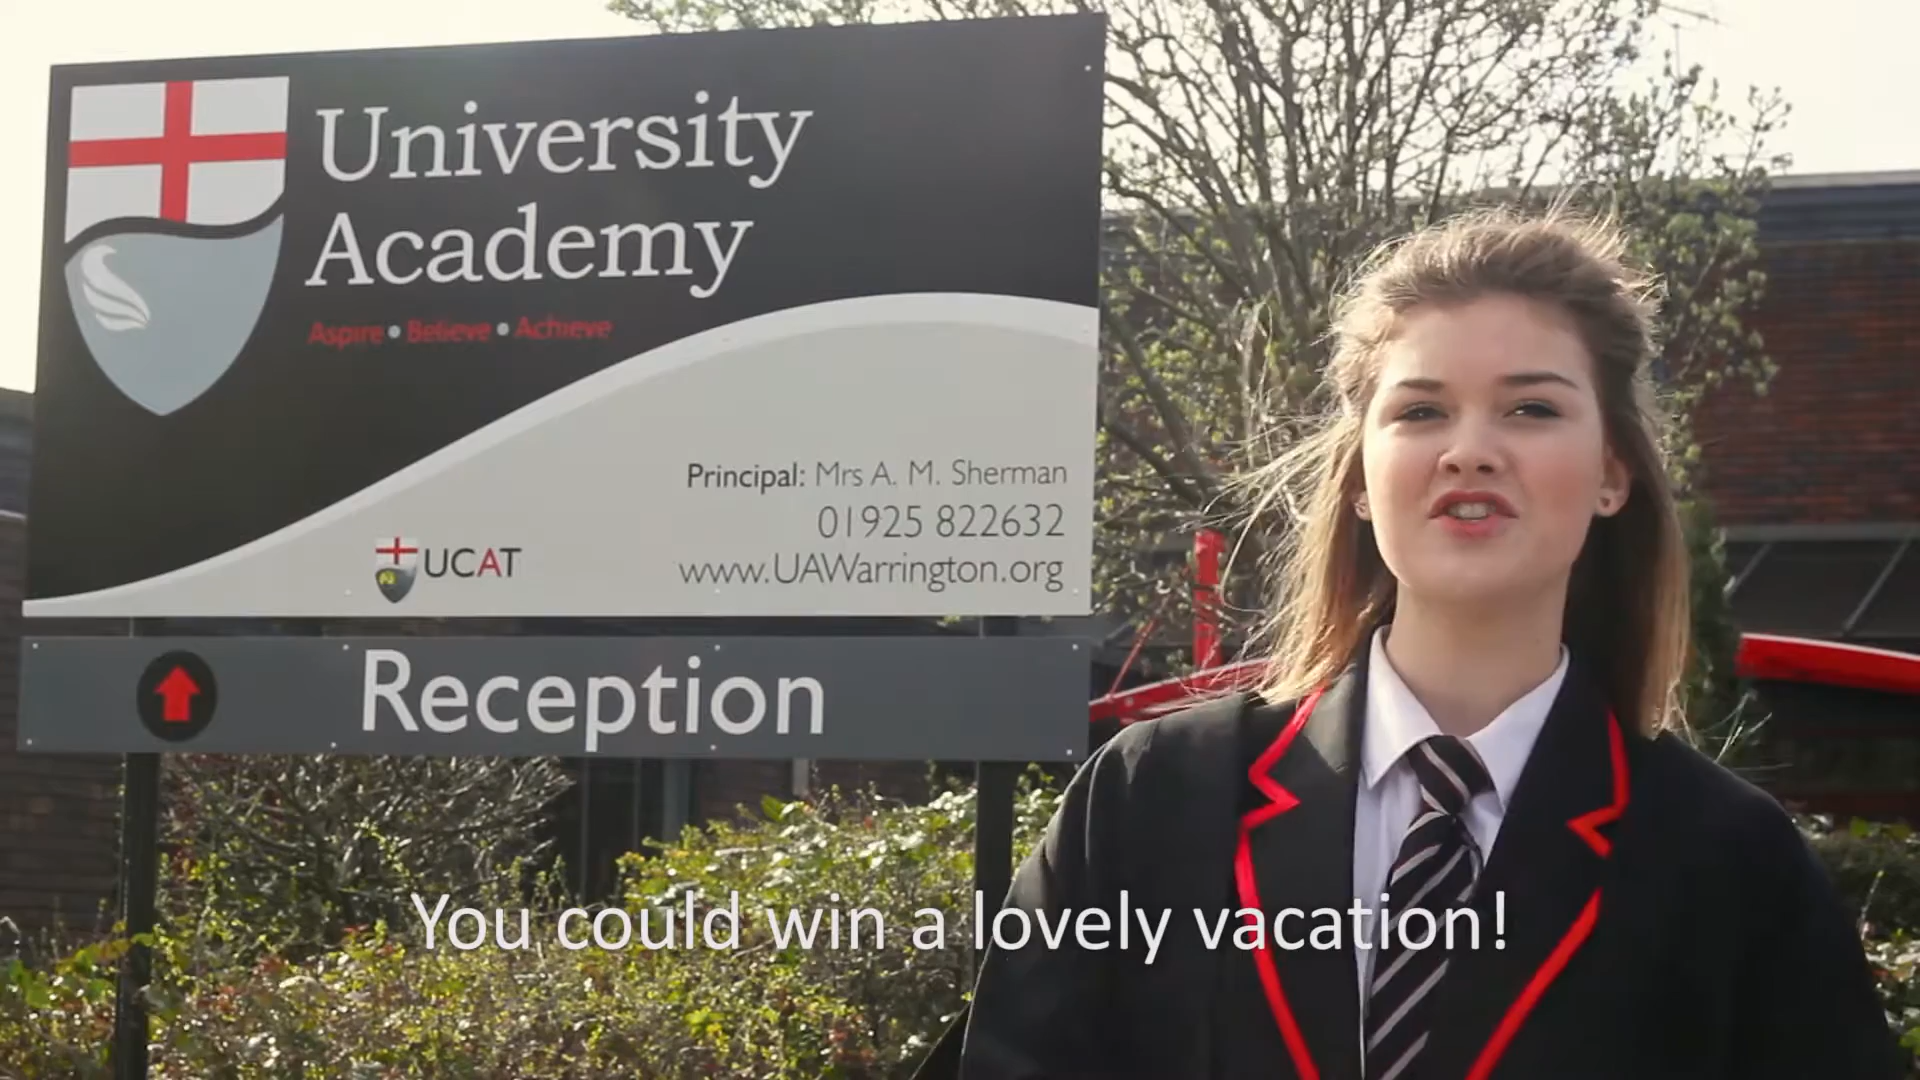 University
Academy
Aspire • Believe • Achieve
Principal: Mrs A. M. Sherman
01925 822632
UCAT
www.UAWarrington.org
Reception
You could win a lovely vacation!